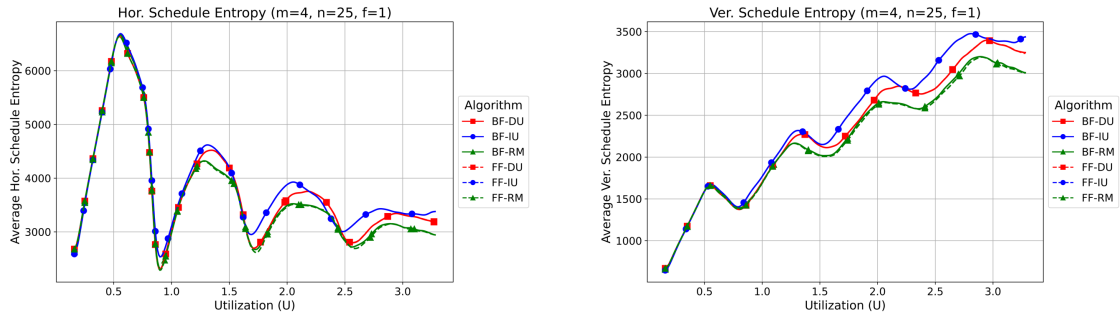 Hor. Schedule Entropy (m=4, n=25, f=1)
Average Hor. Schedule Entropy
6000
5000
4000
3000
0.5 1.0 1.5 2.0 2.5 3.0
Utilization (U)
Algorithm
BF-DU
BF-IU
BF-RM
FF-DU
FF-IU
FF-RM
Ver. Schedule Entropy (m=4, n=25, f=1)
Average Ver. Schedule Entropy
3500
3000
2500
2000
1500
1000
0.5 1.0 1.5 2.0 2.5 3.0
Utilization (U)
Algorithm
BF-DU
BF-IU
BF-RM
FF-DU
FF-IU
FF-RM